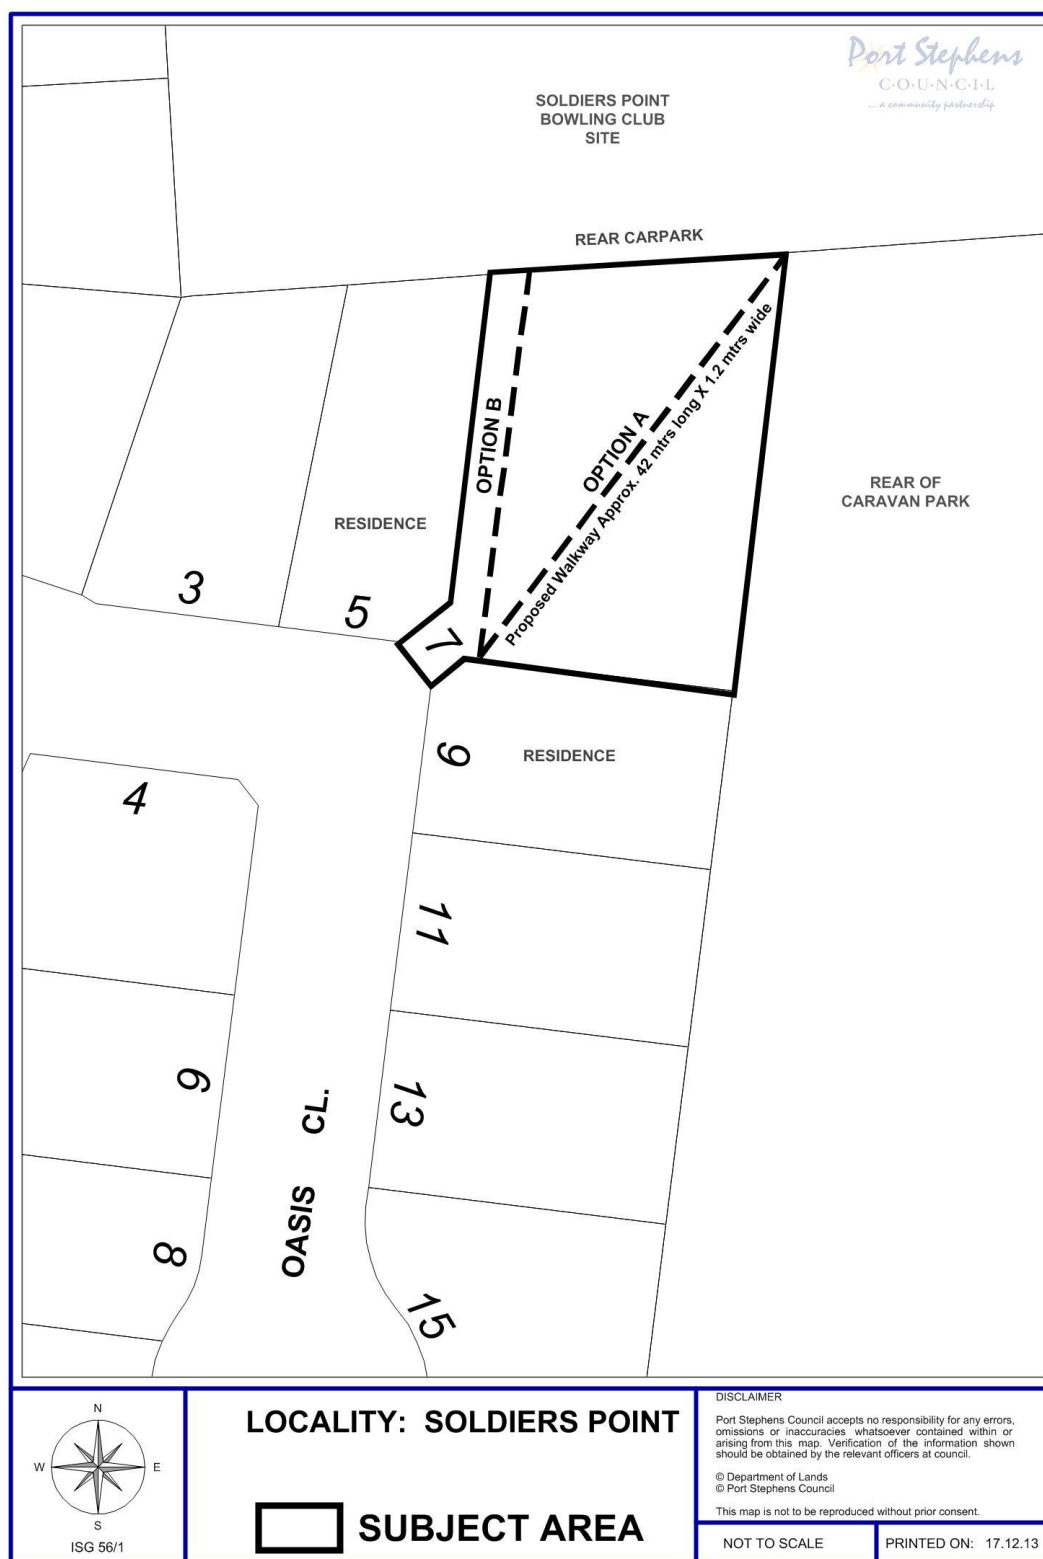 Port Stephens
C·O·U·N·C·I·L
... a community partnership
SOLDIERS POINT
BOWLING CLUB
SITE
REAR CARPARK
OPTION B
OPTION A
Proposed Walkway Approx. 42 mtrs long X 1.2 mtrs wide
REAR OF
CARAVAN PARK
RESIDENCE
3
5
7
9
RESIDENCE
4
11
6
13
OASIS CL.
8
15
N
W
E
S
ISG 56/1
LOCALITY: SOLDIERS POINT
SUBJECT AREA
DISCLAIMER
Port Stephens Council accepts no responsibility for any errors,
omissions or inaccuracies whatsoever contained within or
arising from this map. Verification of the information shown
should be obtained by the relevant officers at council.
© Department of Lands
© Port Stephens Council
This map is not to be reproduced without prior consent.
NOT TO SCALE
PRINTED ON: 17.12.13